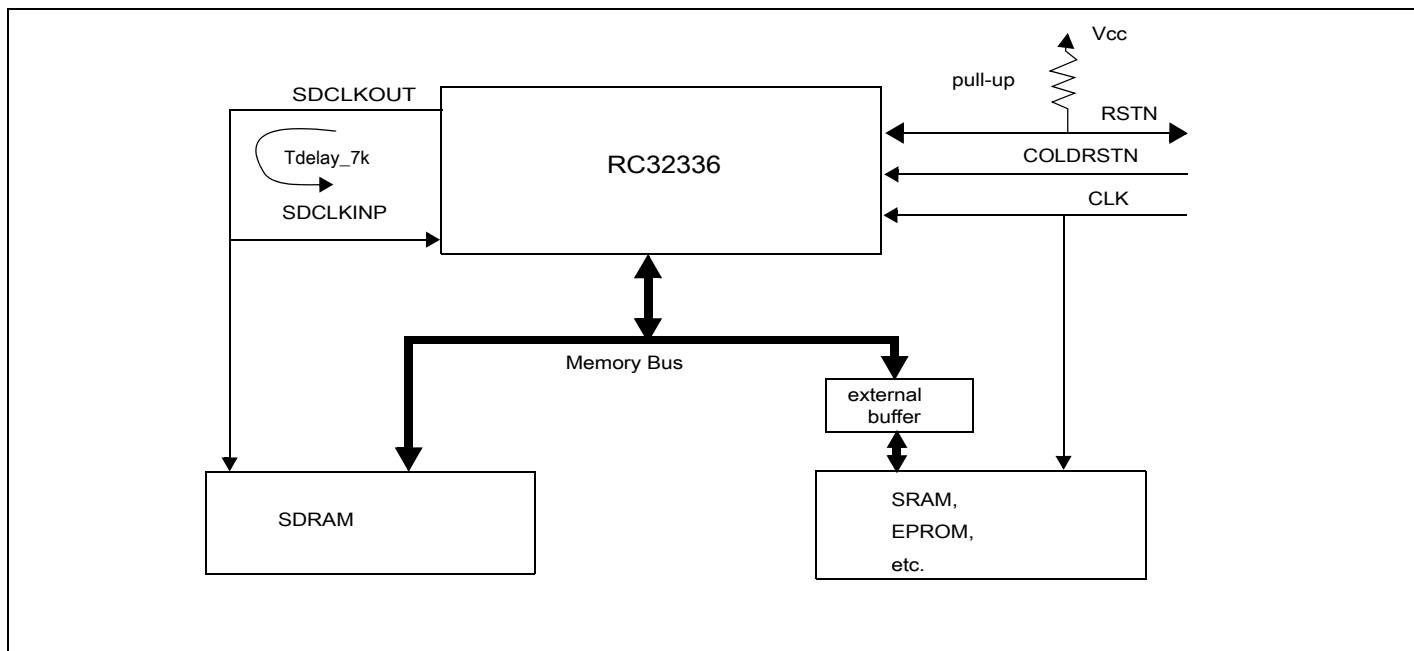 Vcc
pull-up
SDCLKOUT
RSTN
Tdelay_7k
RC32336
COLDRSTN
CLK
SDCLKINP
Memory Bus
external
buffer
SDRAM
SRAM,
EPROM,
etc.